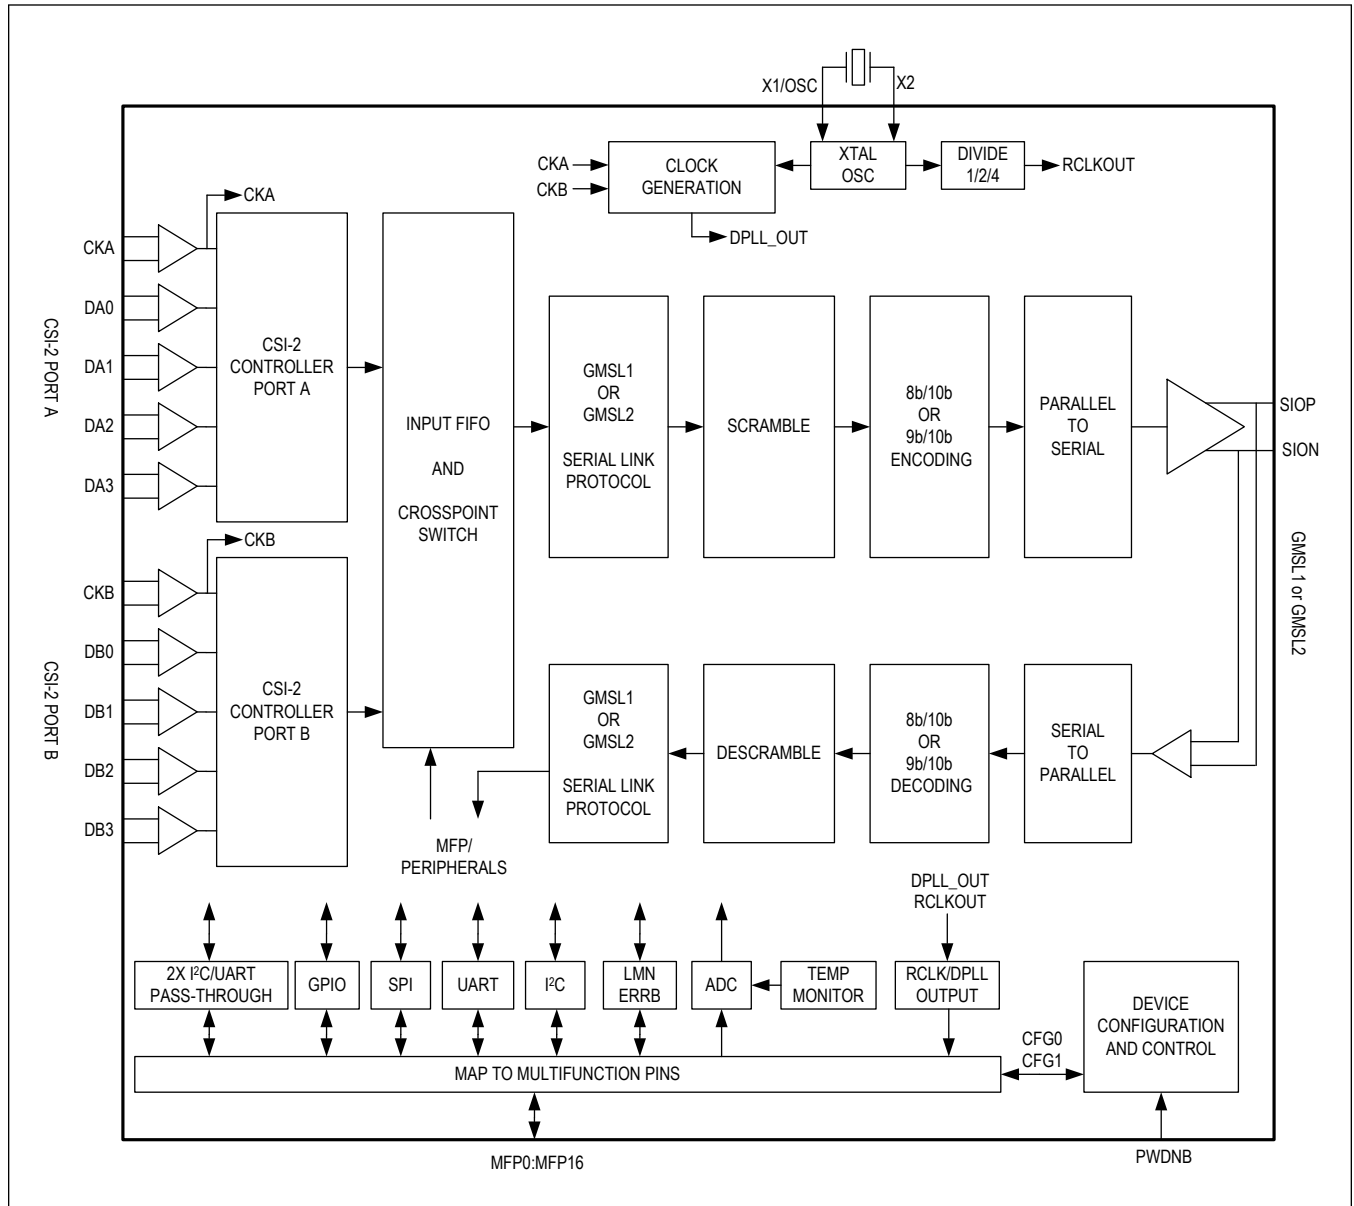 X1/OSC
X2
CKA
CKB
CLOCK
GENERATION
XTAL
OSC
DIVIDE
1/2/4
RCLKOUT
DPLL_OUT
CKA
CSI-2 PORT A
CKA
DA0
DA1
DA2
DA3
CSI-2
CONTROLLER
PORT A
INPUT FIFO
AND
CROSSPOINT
SWITCH
GMSL1
OR
GMSL2
SERIAL LINK
PROTOCOL
SCRAMBLE
8b/10b
OR
9b/10b
ENCODING
PARALLEL
TO
SERIAL
SIOP
SION
GMSL1 or GMSL2
CKB
CSI-2 PORT B
CKB
DB0
DB1
DB2
DB3
CSI-2
CONTROLLER
PORT B
GMSL1
OR
GMSL2
SERIAL LINK
PROTOCOL
DESCRAMBLE
8b/10b
OR
9b/10b
DECODING
SERIAL
TO
PARALLEL
MFP/
PERIPHERALS
DPLL_OUT
RCLKOUT
2X I²C/UART
PASS-THROUGH
GPIO
SPI
UART
I²C
LMN
ERRB
ADC
TEMP
MONITOR
RCLK/DPLL
OUTPUT
DEVICE
CONFIGURATION
AND CONTROL
CFG0
CFG1
MAP TO MULTIFUNCTION PINS
MFP0:MFP16
PWDNB